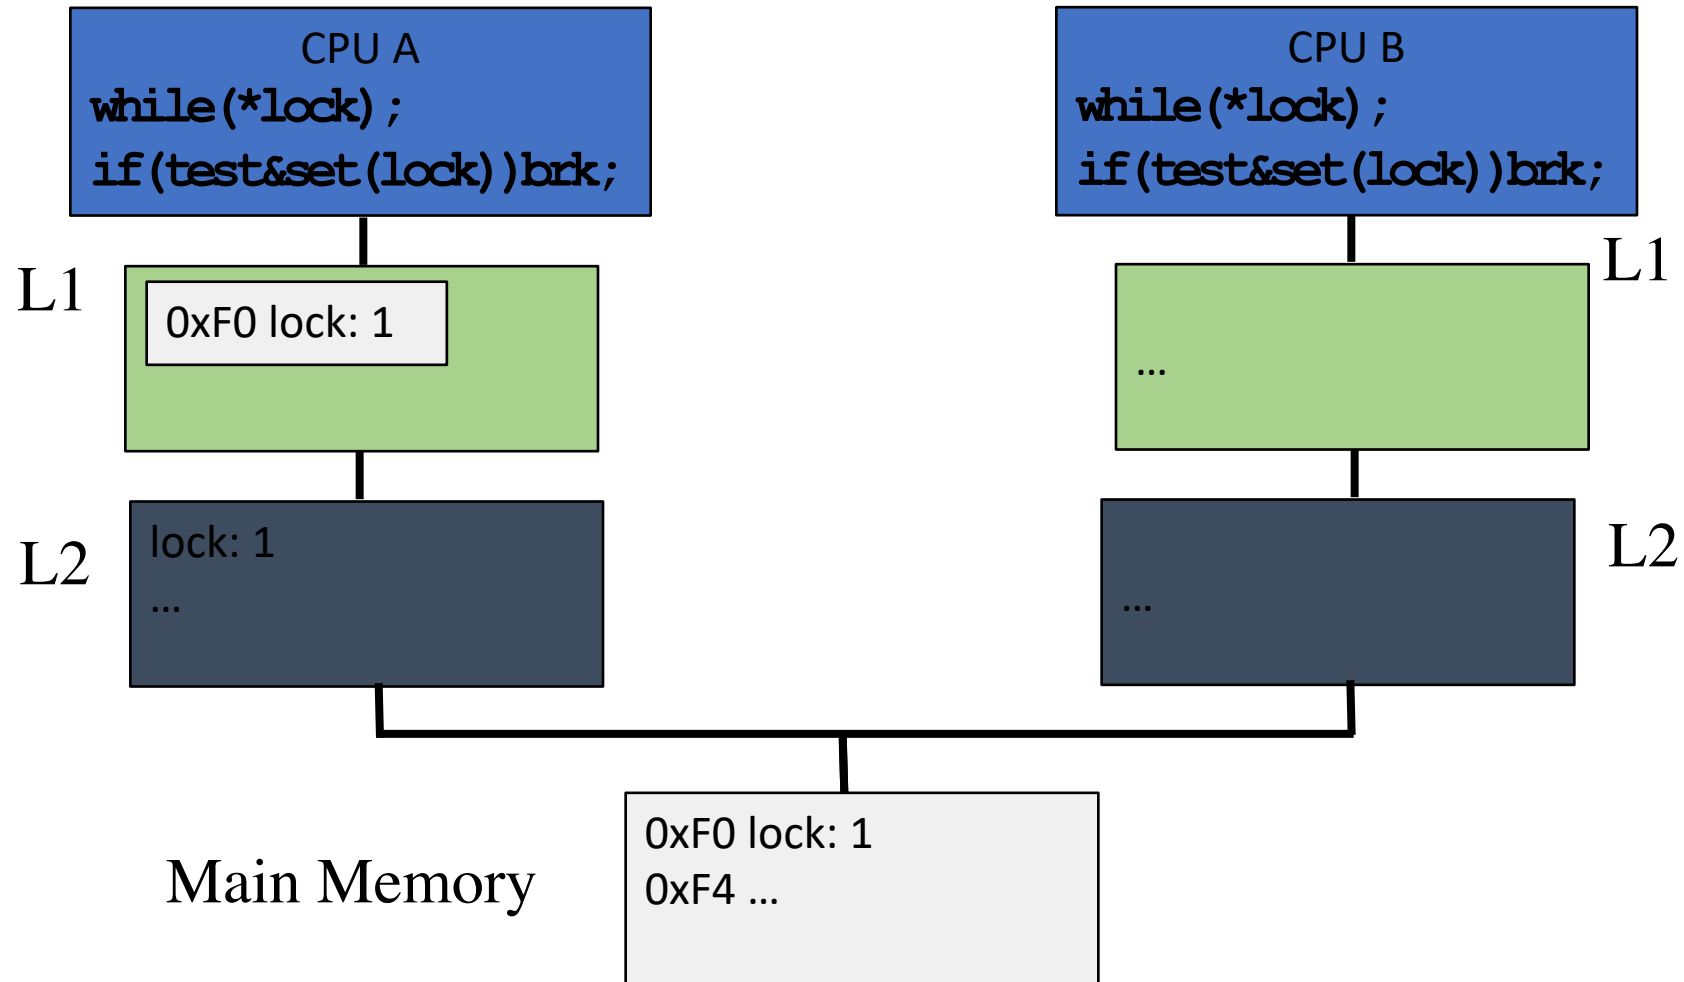 CPU A
while(*lock);
if(test&set(lock))brk;
CPU B
while(*lock);
if(test&set(lock))brk;
L1
0xF0 lock: 1
L1
...
L2
lock: 1
...
L2
...
Main Memory
0xF0 lock: 1
0xF4 ...